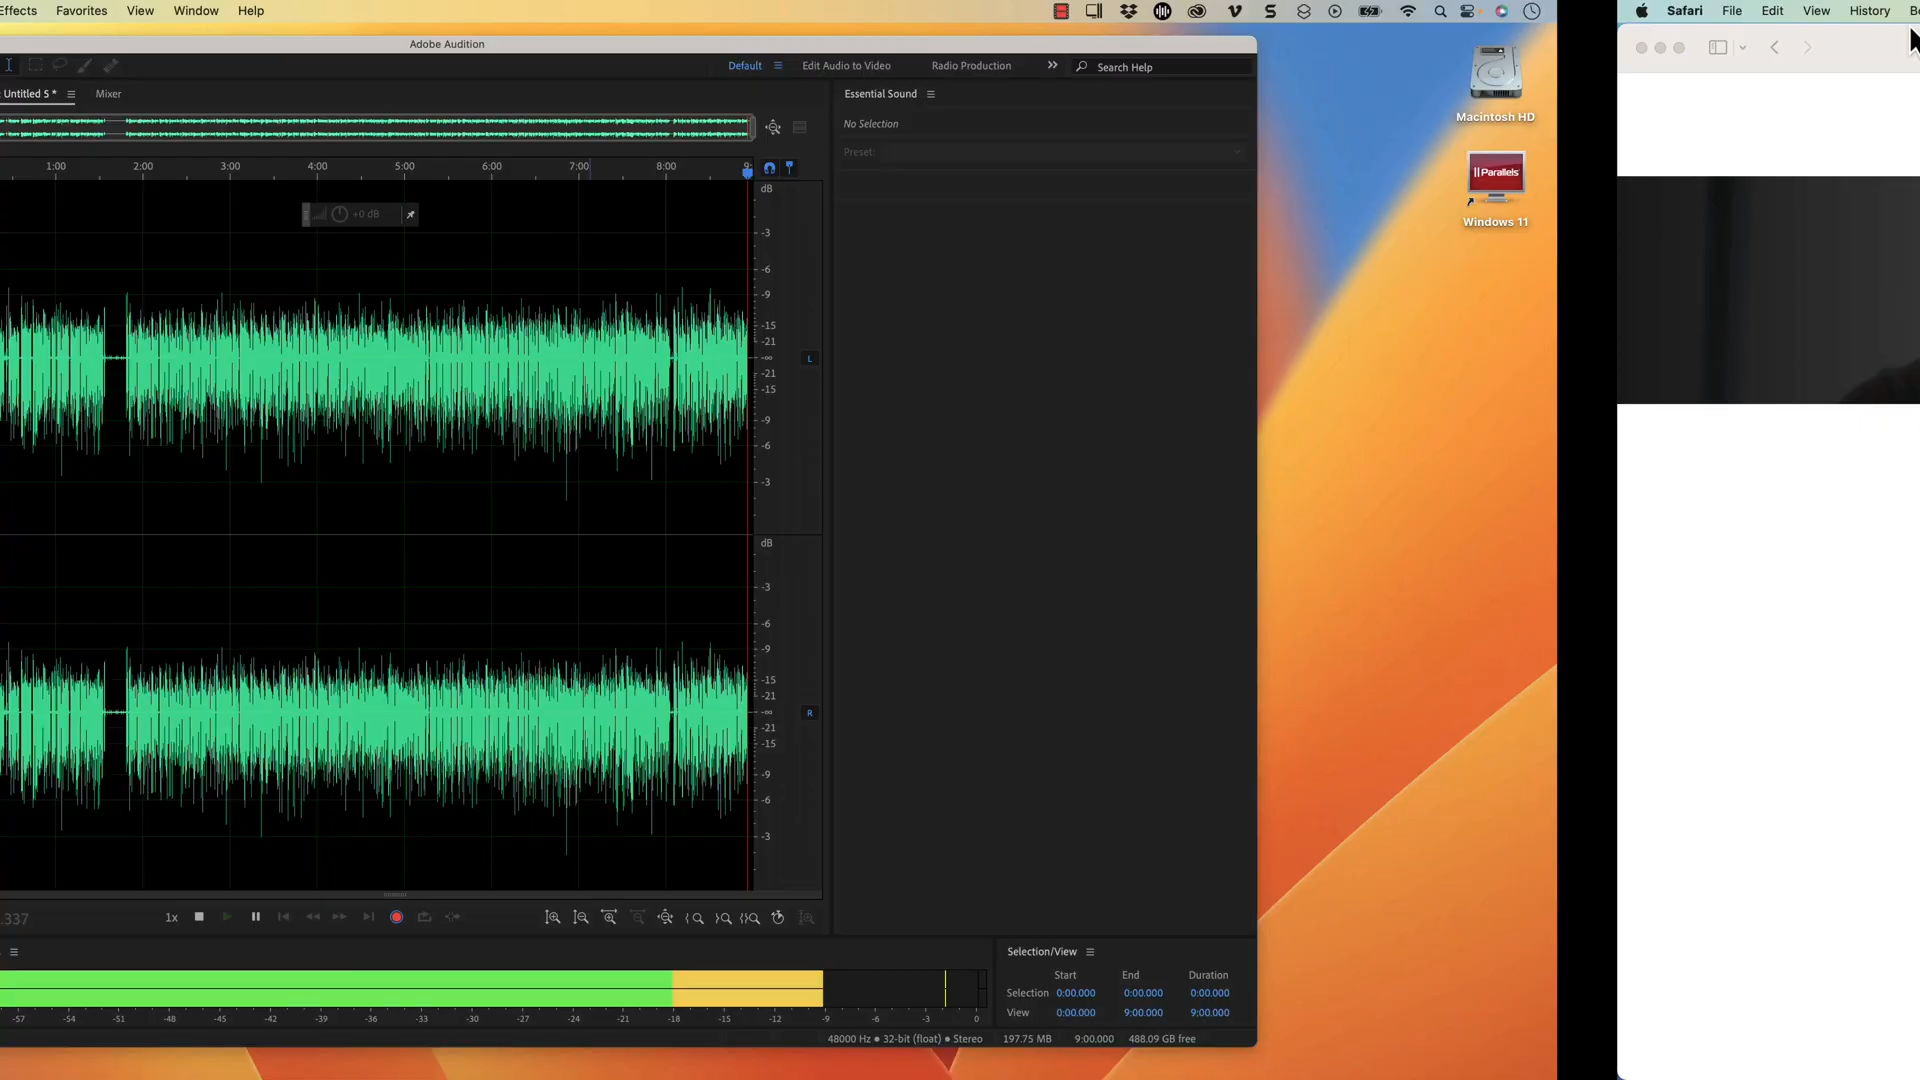 Effects Favorites View Window Help
Safari File Edit View History
Adobe Audition
Default Edit Audio to Video Radio Production Search Help
Untitled 5 * Mixer
Essential Sound
No Selection
Preset:
1:00 2:00 3:00 4:00 5:00 6:00 7:00 8:00 9:
dB
+0 dB
-3
-6
-9
-15
-21
-∞
-21
-15
-9
-6
-3
L
dB
-3
-6
-9
-15
-21
-∞
-21
-15
-9
-6
-3
R
Macintosh HD
Parallels
Windows 11
.337 1x
Selection/View
Start End Duration
Selection 0:00.000 0:00.000 0:00.000
View 0:00.000 9:00.000 9:00.000
-57 -54 -51 -48 -45 -42 -39 -36 -33 -30 -27 -24 -21 -18 -15 -12 -9 -6 -3 0
48000 Hz ● 32-bit (float) ● Stereo 197.75 MB 9:00.000 488.09 GB free